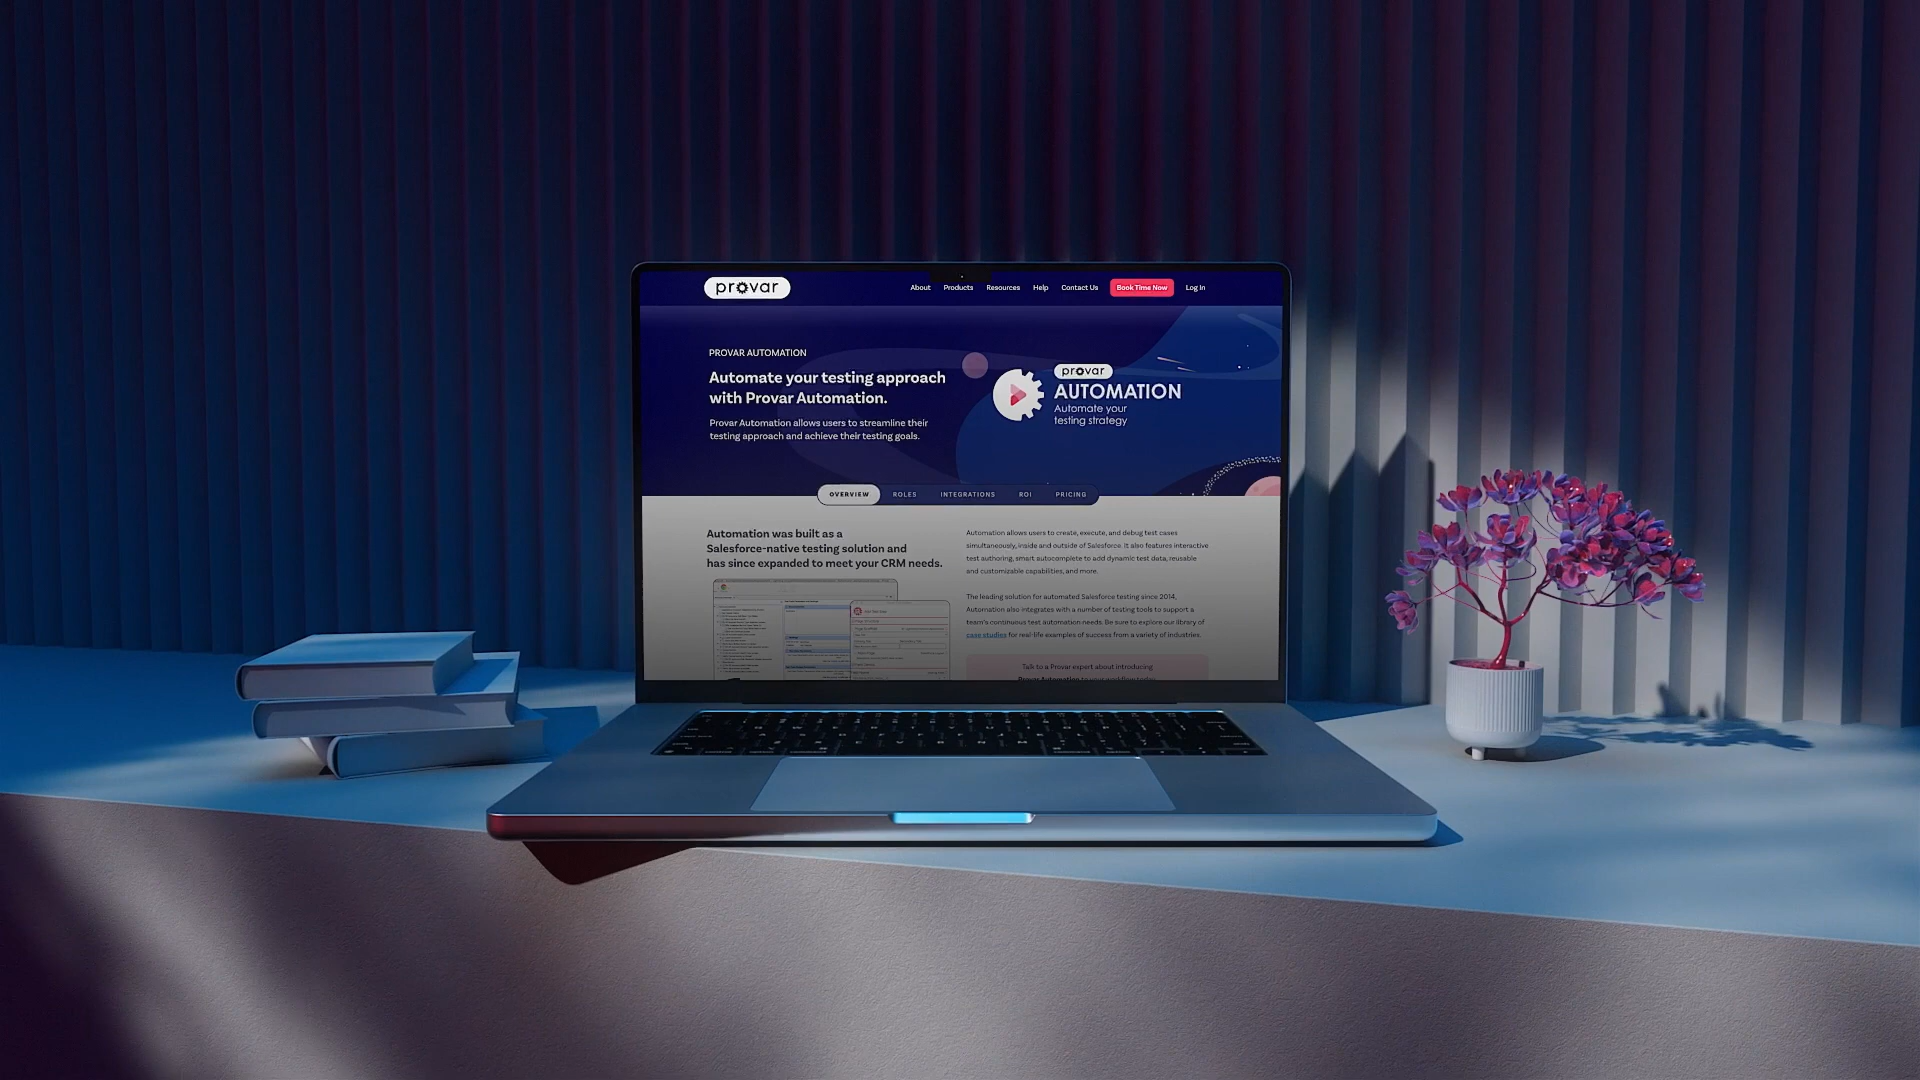 provar
About Products Resources Help Contact Us Book Time Now Log In
PROVAR AUTOMATION
Automate your testing approach
with Provar Automation.
Provar Automation allows users to streamline their
testing approach and achieve their testing goals.
provar
AUTOMATION
Automate your
testing strategy
OVERVIEW ROLES INTEGRATIONS ROI PRICING
Automation was built as a
Salesforce-native testing solution and
has since expanded to meet your CRM needs.
Automation allows users to create, execute, and debug test cases
simultaneously, inside and outside of Salesforce. It also features interactive
test authoring, smart autocomplete to add dynamic test data, reusable
and customizable capabilities, and more.
The leading solution for automated Salesforce testing since 2014,
Automation also integrates with a number of testing tools to support a
team's continuous test automation needs. Be sure to explore our library of
case studies for real-life examples of success from a variety of industries.
Talk to a Provar expert about introducing
Provar Automation to your workflow today.